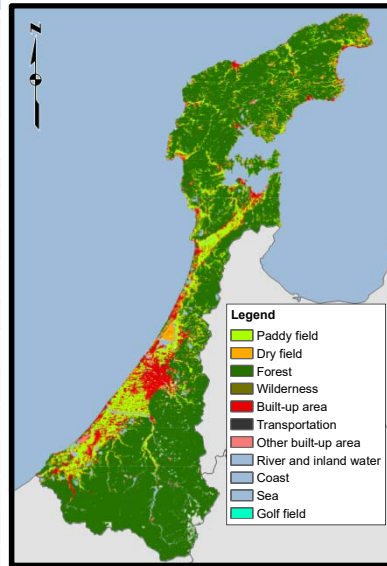 N
Legend
Paddy field
Dry field
Forest
Wilderness
Built-up area
Transportation
Other built-up area
River and inland water
Coast
Sea
Golf field